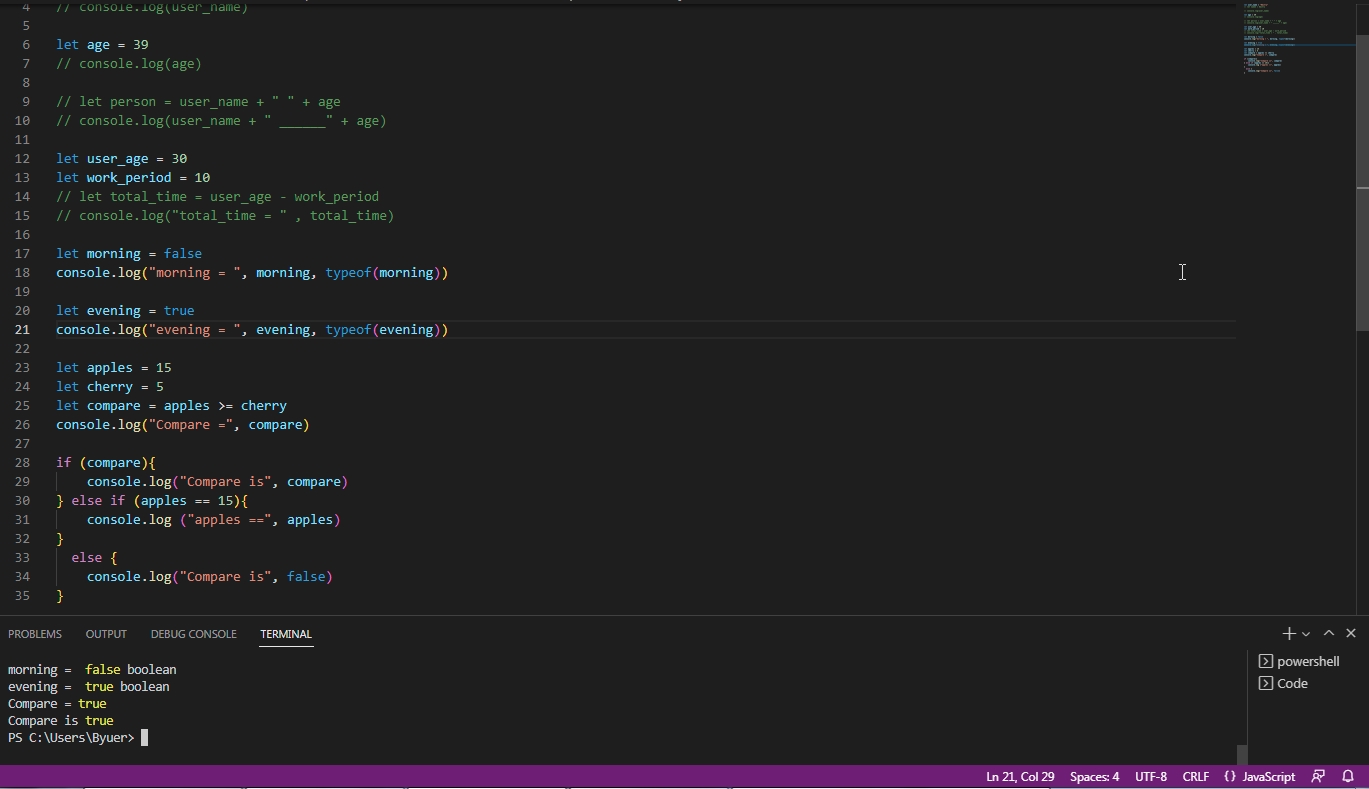 4 // console.log(user_name)
5
6 let age = 39
7 // console.log(age)
8
9 // let person = user_name + " " + age
10 // console.log(user_name + " ______" + age)
11
12 let user_age = 30
13 let work_period = 10
14 // let total_time = user_age - work_period
15 // console.log("total_time = " , total_time)
16
17 let morning = false
18 console.log("morning = ", morning, typeof(morning))
19
20 let evening = true
21 console.log("evening = ", evening, typeof(evening))
22
23 let apples = 15
24 let cherry = 5
25 let compare = apples >= cherry
26 console.log("Compare =", compare)
27
28 if (compare){
29     console.log("Compare is", compare)
30 } else if (apples == 15){
31     console.log ("apples ==", apples)
32 }
33   else {
34     console.log("Compare is", false)
35 }
PROBLEMS OUTPUT DEBUG CONSOLE TERMINAL
morning =  false boolean
evening =  true boolean
Compare = true
Compare is true
PS C:\Users\Byuer>
powershell
Code
Ln 21, Col 29 Spaces: 4 UTF-8 CRLF {} JavaScript